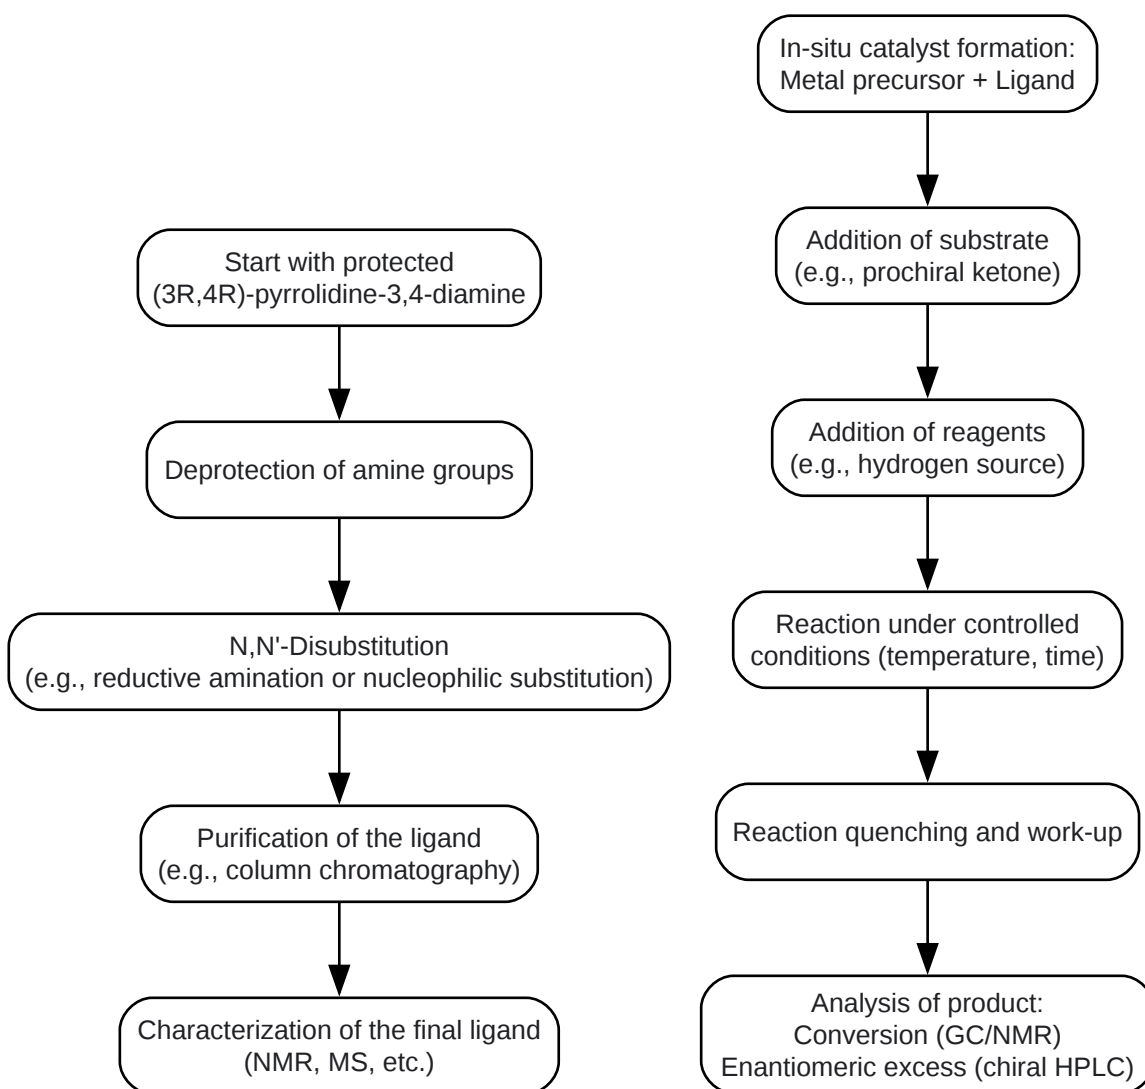 Start with protected
(3R,4R)-pyrrolidine-3,4-diamine
Deprotection of amine groups
N,N'-Disubstitution
(e.g., reductive amination or nucleophilic substitution)
Purification of the ligand
(e.g., column chromatography)
Characterization of the final ligand
(NMR, MS, etc.)
In-situ catalyst formation:
Metal precursor + Ligand
Addition of substrate
(e.g., prochiral ketone)
Addition of reagents
(e.g., hydrogen source)
Reaction under controlled
conditions (temperature, time)
Reaction quenching and work-up
Analysis of product:
Conversion (GC/NMR)
Enantiomeric excess (chiral HPLC)